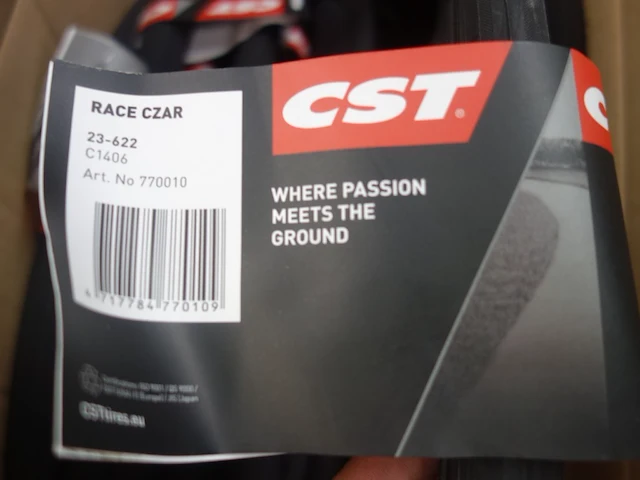 CST
RACE CZAR
23-622
C1406
Art. No 770010
4 717784 770109
CST
WHERE PASSION
MEETS THE
GROUND
CSTtires.eu